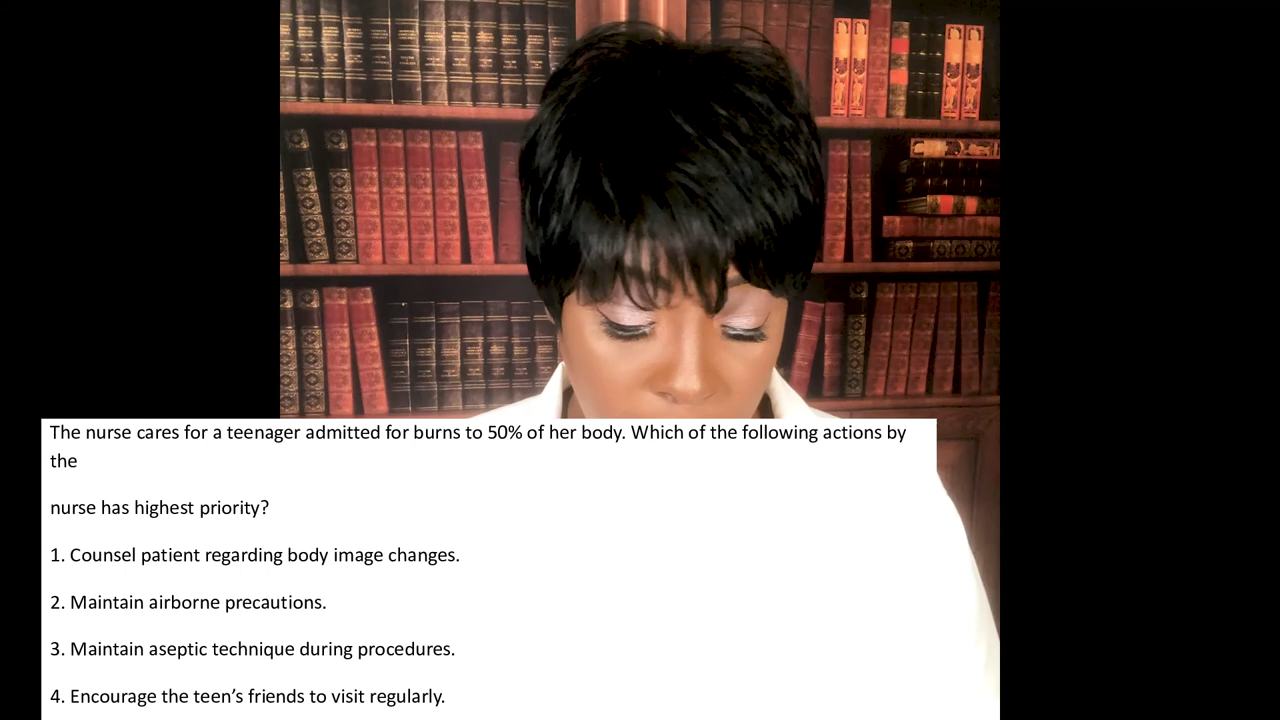 The nurse cares for a teenager admitted for burns to 50% of her body. Which of the following actions by
the
nurse has highest priority?
1. Counsel patient regarding body image changes.
2. Maintain airborne precautions.
3. Maintain aseptic technique during procedures.
4. Encourage the teen’s friends to visit regularly.